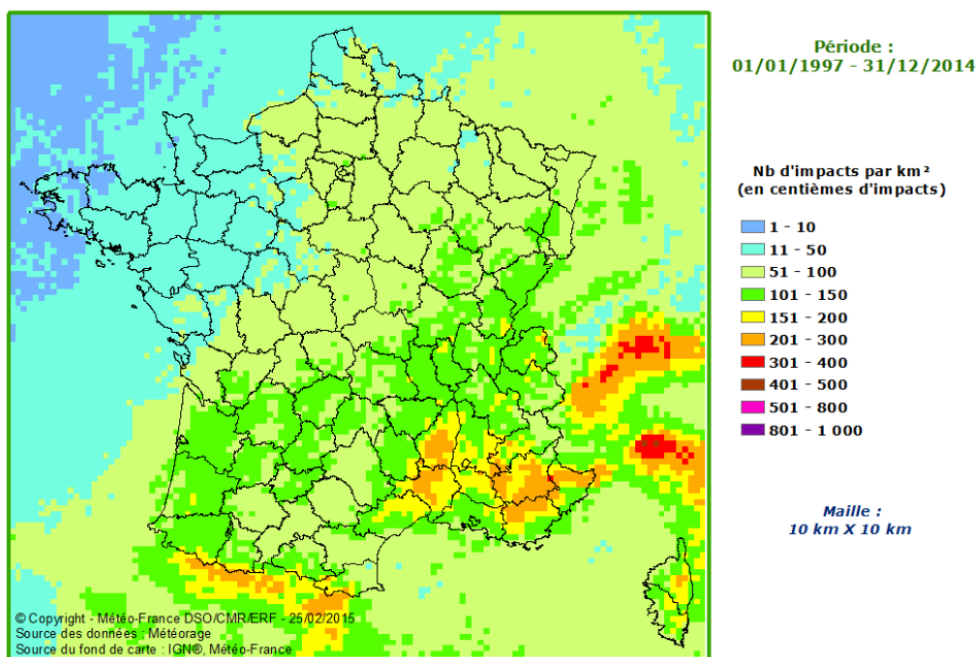 Période :
01/01/1997 - 31/12/2014
Nb d'impacts par km²
(en centièmes d'impacts)
1 - 10
11 - 50
51 - 100
101 - 150
151 - 200
201 - 300
301 - 400
401 - 500
501 - 800
801 - 1 000
Maille :
10 km X 10 km
© Copyright - Météo-France DSO/CMR/ERF - 25/02/2015
Source des données : Météorage
Source du fond de carte : IGN®, Météo-France